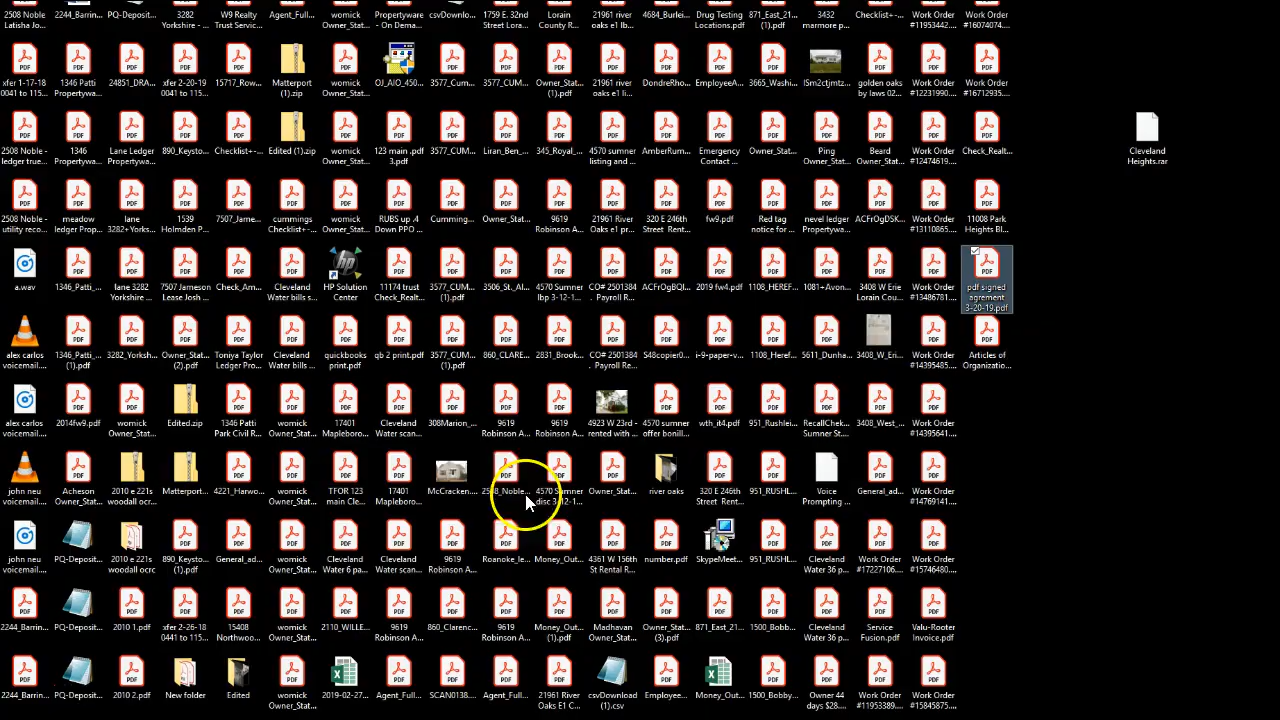 2508 Noble
Latisha Jo...
2244_Barrin...
PQ-Deposit...
3282
Yorkshire -...
W9 Realty
Trust Servic...
Agent_Full_...
womick
Owner_Stat...
Propertyware
- On Dema...
csvDownlo...
1759 E. 32nd
Street Lora...
Lorain
County R...
21961 river
oaks e1 lb...
4684_Burlei...
Drug Testing
Locations.pdf
871_East_21...
(1).pdf
3432
marmore p...
Checklist+-...
Work Order
#11953442....
Work Order
#16074074....
xfer 1-17-18
0041 to 115...
1346 Patti
Propertywa...
24851_DRA...
xfer 2-20-19
0041 to 115...
15717_Row...
Matterport
(1).zip
womick
Owner_Stat...
OJ_AIO_450...
3577_Cum...
3577_CUM...
Owner_Stat...
(1).pdf
21961 river
oaks e1 li...
DondreRho...
EmployeeA...
3665_Washi...
ISm2ctjmtz...
golden oaks
by laws 02...
Work Order
#12231990....
Work Order
#16712935....
2508 Noble -
ledger true...
1346
Propertyw...
Lane Ledger
Propertywa...
890_Keysto...
Checklist+-...
Edited (1).zip
womick
Owner_Stat...
123 main .pdf
3.pdf
3577_CUM...
Liran_Ben_...
345_Royal_...
4570 sumner
listing and ...
AmberRum...
Emergency
Contact ...
Owner_Stat...
Ping
Owner_Stat...
Beard
Owner_Stat...
Work Order
#12474619....
Check_Realt...
Cleveland
Heights.rar
2508 Noble -
utility reco...
meadow
ledger Prop...
lane
3282+Yorks...
1539
Holmden P...
7507_Jame...
cummings
Checklist+-...
womick
Owner_Stat...
RUBS up .4
Down PPO ...
Cumming...
Owner_Stat...
9619
Robinson A...
21961 River
Oaks e1 pr...
320 E 246th
Street Rent...
fw9.pdf
Red tag
notice for ...
nevel ledger
Propertywa...
ACFrOgDSK...
Work Order
#13110865....
11008 Park
Heights Bl...
a.wav
1346_Patti_...
lane 3282
Yorkshire ...
7507 Jameson
Lease Josh ...
Check_Am...
Cleveland
Water bills s...
HP Solution
Center
11174 trust
Check_Realt...
3577_CUM...
(1).pdf
3506_St._Al...
4570 Sumner
lbp 3-12-1...
CO# 2501384
. Payroll R...
ACFrOgBQI...
2019 fw4.pdf
1108_HEREF...
1081+Avon...
3408 W Erie
Lorain Cou...
Work Order
#13486781....
pdf signed
agrement
3-20-19.pdf
alex carlos
voicemail...
1346_Patti_...
(1).pdf
3282_Yorksh...
Owner_Stat...
(2).pdf
Toniya Taylor
Ledger Pro...
Cleveland
Water bills ...
quickbooks
print.pdf
qb 2 print.pdf
3577_CUM...
(1).pdf
860_CLARE...
2831_Brook...
CO# 2501384
. Payroll Re...
S48copier0...
i-9-paper-v...
1108_Heref...
5611_Dunha...
3408_W_Eri...
Work Order
#14395485....
Articles of
Organizatio...
alex carlos
voicemail...
2014fw9.pdf
womick
Owner_Stat...
Edited.zip
1346 Patti
Park Civil R...
womick
Owner_Stat...
17401
Mapleboro...
Cleveland
Water scan...
308Marion_...
9619
Robinson A...
9619
Robinson A...
4923 W 23rd -
rented with ...
4570 sumner
offer bonill...
wth_it4.pdf
951_Rushlei...
RecallChek...
Sumner St...
3408_West_...
Work Order
#14395641....
john neu
voicemail...
Acheson
Owner_Stat...
2010 e 221s
woodall ocr...
Matterport...
4221_Harwo...
womick
Owner_Stat...
TFOR 123
main Cle...
17401
Mapleboro...
McCracken....
2508_Noble...
4570 Sumner
disc 3-12-1...
Owner_Stat...
river oaks
320 E 246th
Street Rent...
951_RUSHL...
Voice
Prompting ...
General_ad...
Work Order
#14769141....
john neu
voicemail...
PQ-Deposit...
2010 e 221s
woodall ocrc
890_Keysto...
(1).pdf
General_ad...
womick
Owner_Stat...
Cleveland
Water 6 pa...
Cleveland
Water scan...
9619
Robinson A...
Roanoke_le...
Money_Out...
4361 W 156th
St Rental R...
number.pdf
SkypeMeet...
951_RUSHL...
Cleveland
Water 36 p...
Work Order
#17227106....
Work Order
#15746480....
2244_Barrin...
PQ-Deposit...
2010 1.pdf
xfer 2-26-18
0041 to 115...
15408
Northwoo...
womick
Owner_Stat...
2110_WILLE...
9619
Robinson A...
860_Clarenc...
9619
Robinson A...
Money_Out...
(1).pdf
Madhavan
Owner_Stat...
Owner_Stat...
(3).pdf
871_East_21...
1500_Bobb...
Cleveland
Water 36 p...
Service
Fusion.pdf
Valu-Rooter
Invoice.pdf
2244_Barrin...
PQ-Deposit...
2010 2.pdf
New folder
Edited
womick
Owner_Stat...
2019-02-27...
Agent_Full...
SCAN0138....
Agent_Full...
21961 River
Oaks E1 C...
csvDownload
(1).csv
Employee...
Money_Out...
1500_Bobby...
Owner 44
days $28....
Work Order
#11953389....
Work Order
#15845875....